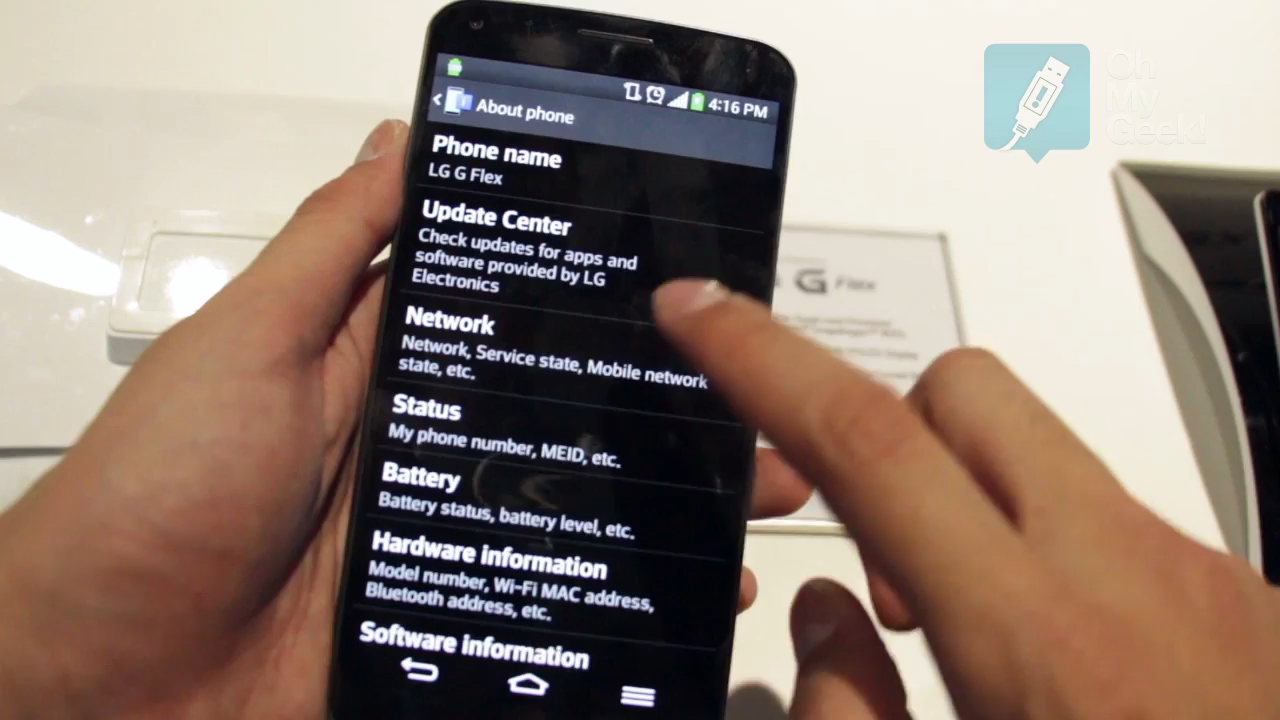 Oh
My
Geek!
4:16 PM
About phone
Phone name
LG G Flex
Update Center
Check updates for apps and
software provided by LG
Electronics
Network
Network, Service state, Mobile network
state, etc.
Status
My phone number, MEID, etc.
Battery
Battery status, battery level, etc.
Hardware information
Model number, Wi-Fi MAC address,
Bluetooth address, etc.
Software information
G Flex